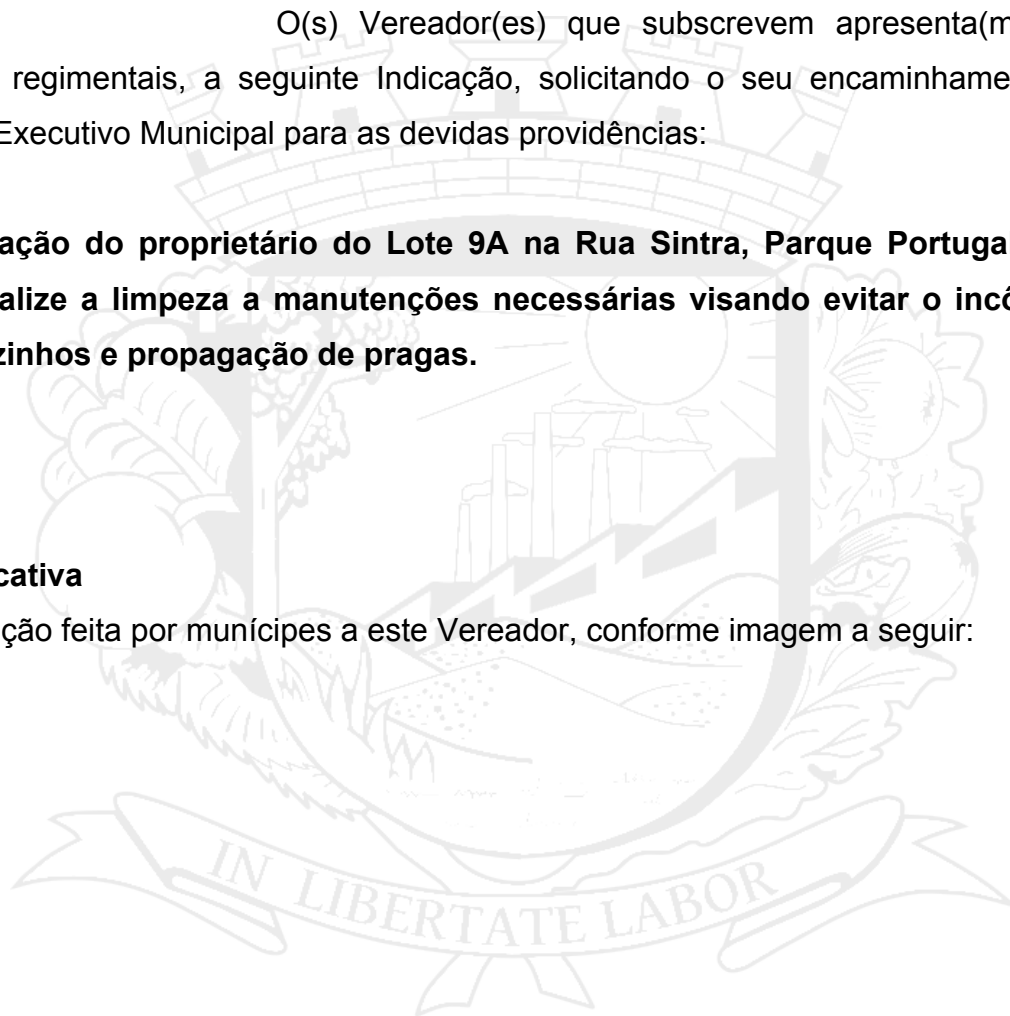 O(s) Vereador(es) que subscrevem apresenta(m
regimentais, a seguinte Indicação, solicitando o seu encaminhame
Executivo Municipal para as devidas providências:
ação do proprietário do Lote 9A na Rua Sintra, Parque Portuga
alize a limpeza a manutenções necessárias visando evitar o incô
zinhos e propagação de pragas.
cativa
ção feita por munícipes a este Vereador, conforme imagem a seguir:
IN LIBERTATE LABOR